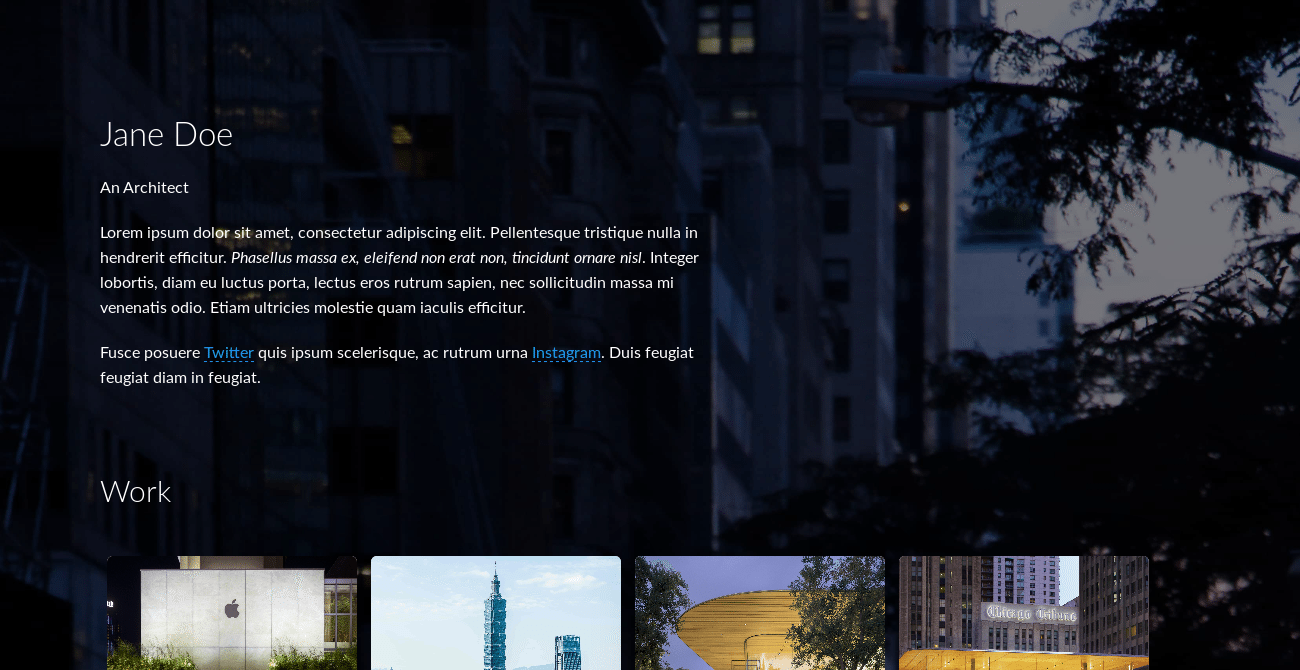 Jane Doe
An Architect
Lorem ipsum dolor sit amet, consectetur adipiscing elit. Pellentesque tristique nulla in
hendrerit efficitur. Phasellus massa ex, eleifend non erat non, tincidunt ornare nisl. Integer
lobortis, diam eu luctus porta, lectus eros rutrum sapien, nec sollicitudin massa mi
venenatis odio. Etiam ultricies molestie quam iaculis efficitur.
Fusce posuere Twitter quis ipsum scelerisque, ac rutrum urna Instagram. Duis feugiat
feugiat diam in feugiat.
Work
Chicago Tribune